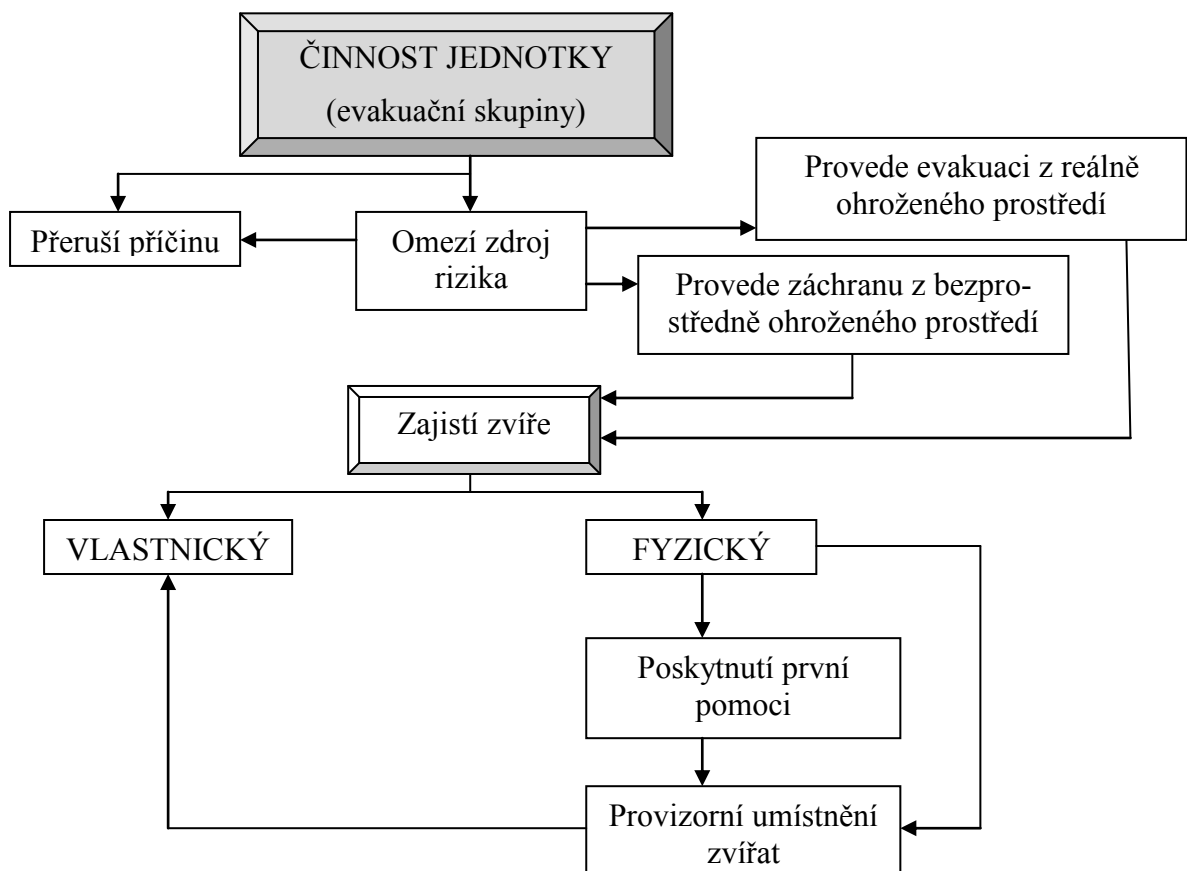 ČINNOST JEDNOTKY
(evakuační skupiny)
Provede evakuaci z reálně
ohroženého prostředí
Přeruší příčinu
Omezí zdroj
rizika
Provede záchranu z bezpro-
středně ohroženého prostředí
Zajistí zvíře
VLASTNICKÝ
FYZICKÝ
Poskytnutí první
pomoci
Provizorní umístnění
zvířat